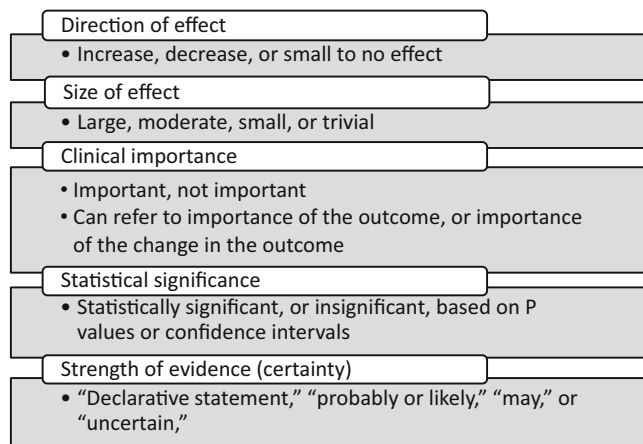 Direction of effect
• Increase, decrease, or small to no effect
Size of effect
• Large, moderate, small, or trivial
Clinical importance
• Important, not important
• Can refer to importance of the outcome, or importance
of the change in the outcome
Statistical significance
• Statistically significant, or insignificant, based on P
values or confidence intervals
Strength of evidence (certainty)
• “Declarative statement,” “probably or likely,” “may,” or
“uncertain,”